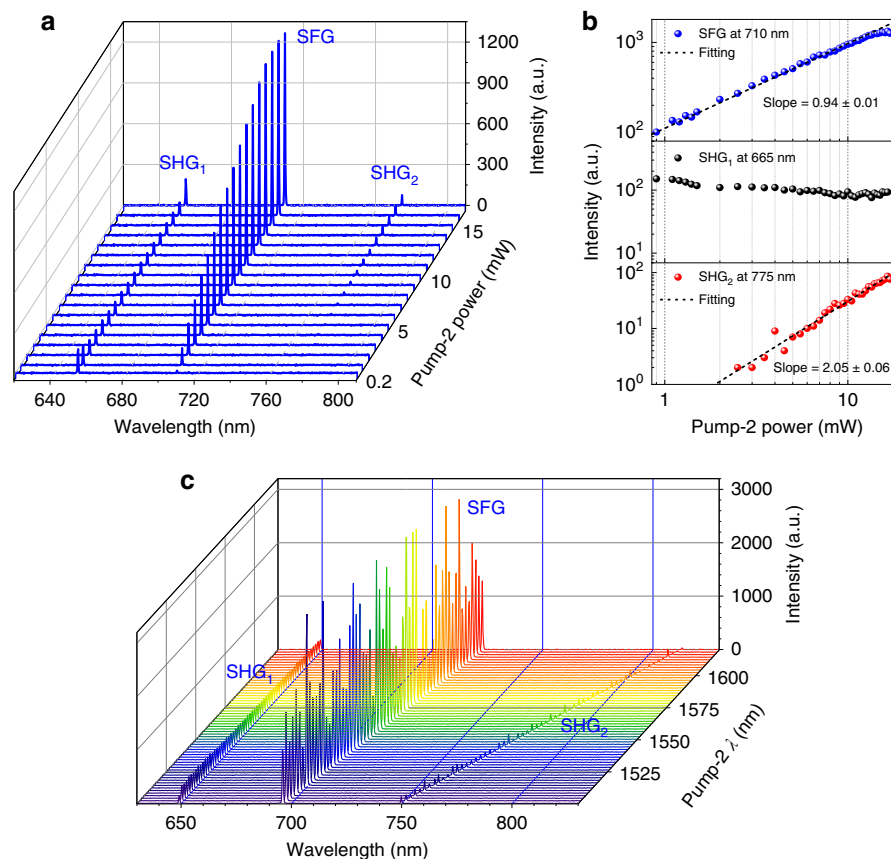 a
SFG
SHG1
SHG2
1200
900
600
300
0
Intensity (a.u.)
15
10
5
0.2
Pump-2 power (mW)
640
680
720
760
800
Wavelength (nm)
b
10³
10²
SFG at 710 nm
Fitting
Slope = 0.94 ± 0.01
10²
10¹
SHG₁ at 665 nm
10²
10¹
10⁰
SHG₂ at 775 nm
Fitting
Slope = 2.05 ± 0.06
Intensity (a.u.)
1
10
Pump-2 power (mW)
c
SFG
SHG₁
SHG₂
3000
2000
1000
0
Intensity (a.u.)
1600
1575
1550
1525
Pump-2 λ (nm)
650
700
750
800
Wavelength (nm)